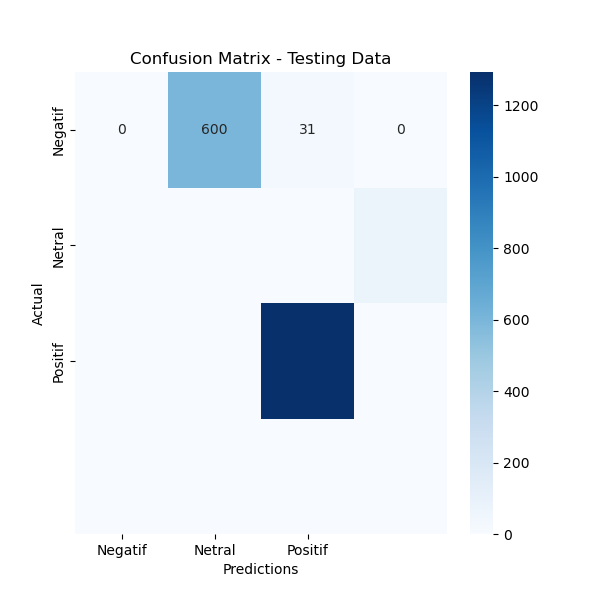 Confusion Matrix - Testing Data
Negatif
0 600 31 0
Netral
Positif
Actual
Negatif Netral Positif
Predictions
1200
1000
800
600
400
200
0